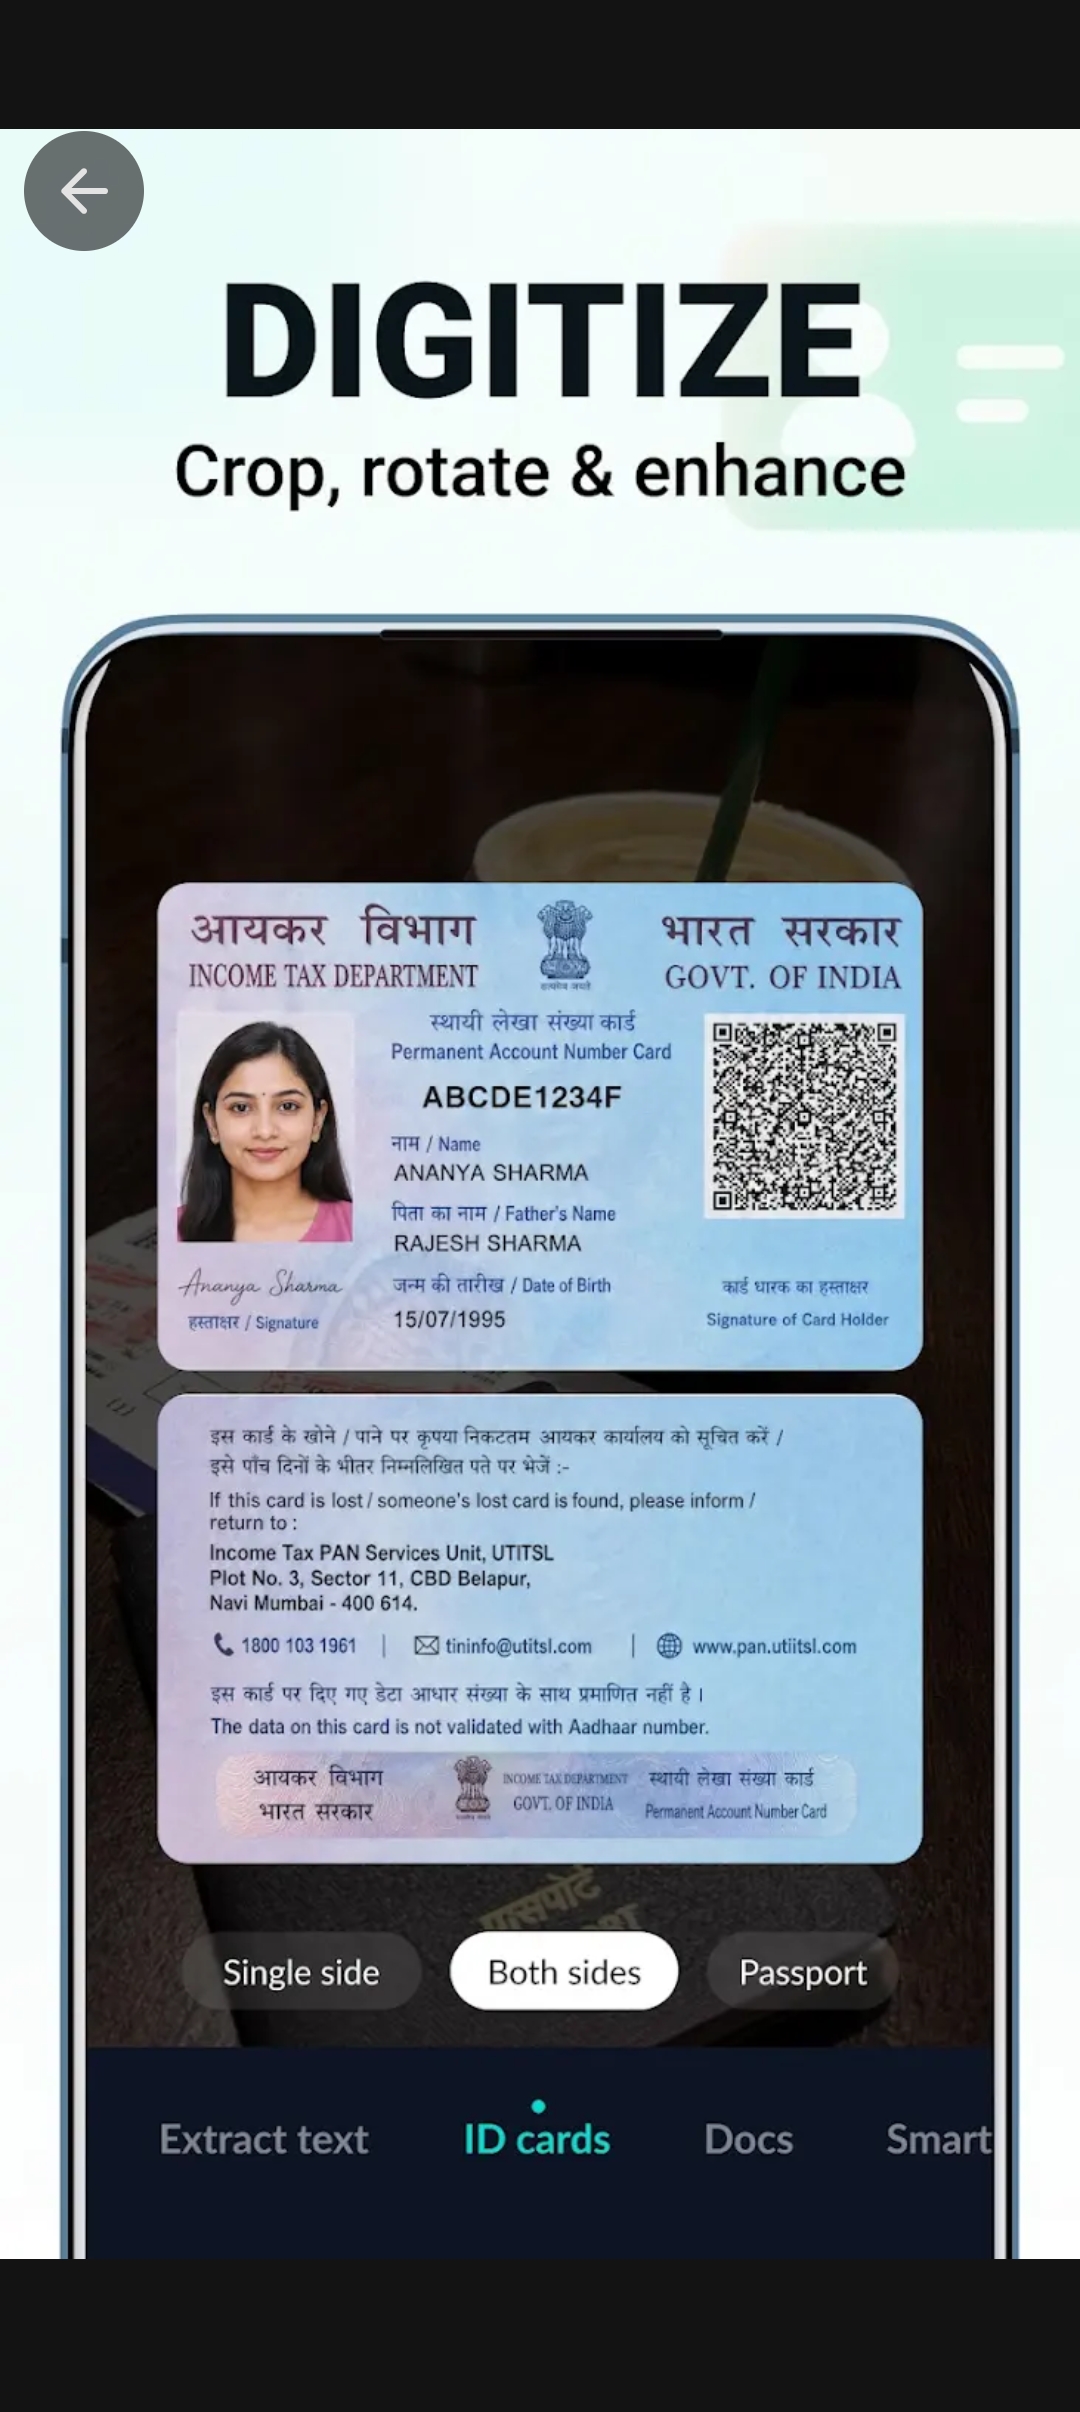 DIGITIZE
Crop, rotate & enhance
आयकर विभाग
INCOME TAX DEPARTMENT
भारत सरकार
GOVT. OF INDIA
स्थायी लेखा संख्या कार्ड
Permanent Account Number Card
ABCDE1234F
नाम / Name
ANANYA SHARMA
पिता का नाम / Father's Name
RAJESH SHARMA
जन्म की तारीख / Date of Birth
15/07/1995
Ananya Sharma
हस्ताक्षर / Signature
कार्ड धारक का हस्ताक्षर
Signature of Card Holder
इस कार्ड के खोने / पाने पर कृपया निकटतम आयकर कार्यालय को सूचित करें /
इसे पाँच दिनों के भीतर निम्नलिखित पते पर भेजें :-
If this card is lost / someone's lost card is found, please inform /
return to :
Income Tax PAN Services Unit, UTITSL
Plot No. 3, Sector 11, CBD Belapur,
Navi Mumbai - 400 614.
1800 103 1961 | tininfo@utitsl.com | www.pan.utiitsl.com
इस कार्ड पर दिए गए डेटा आधार संख्या के साथ प्रमाणित नहीं है ।
The data on this card is not validated with Aadhaar number.
आयकर विभाग
भारत सरकार
INCOME TAX DEPARTMENT
GOVT. OF INDIA
स्थायी लेखा संख्या कार्ड
Permanent Account Number Card
Single side
Both sides
Passport
Extract text
ID cards
Docs
Smart